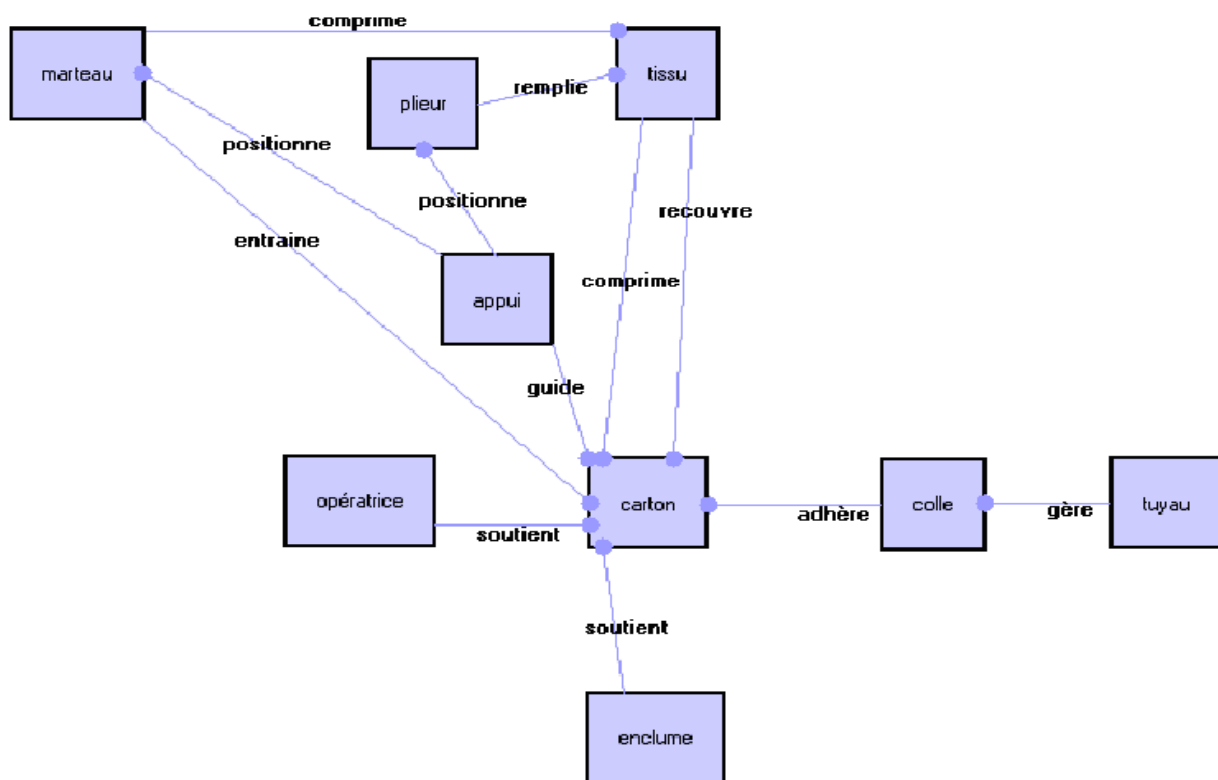 comprime
marteau
tissu
plieur
remplie
positionne
positionne
recouvre
entraine
comprime
appui
guide
opératrice
carton
colle
tuyau
soutient
adhère
gère
soutient
enclume